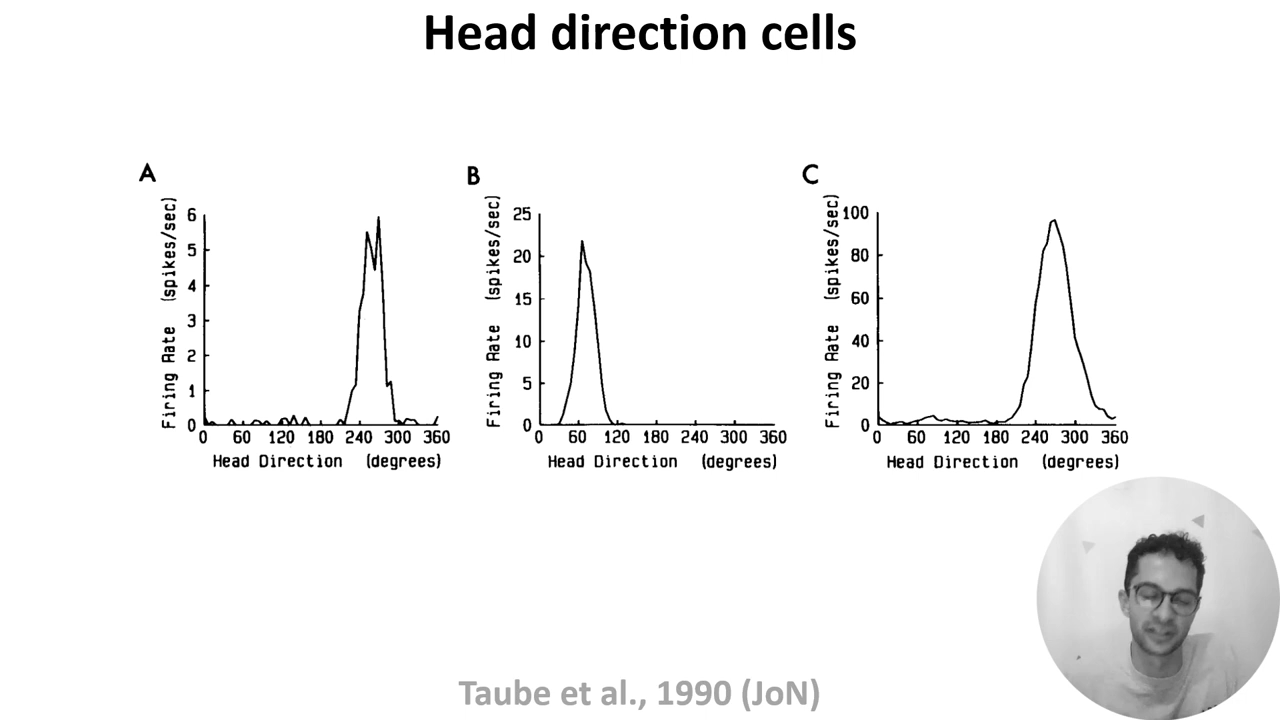 Head direction cells
A
Firing Rate (spikes/sec)
6
5
4
3
2
1
0
0 60 120 180 240 300 360
Head Direction (degrees)
B
Firing Rate (spikes/sec)
25
20
15
10
5
0
0 60 120 180 240 300 360
Head Direction (degrees)
C
Firing Rate (spikes/sec)
100
80
60
40
20
0
0 60 120 180 240 300 360
Head Direction (degrees)
Taube et al., 1990 (JoN)